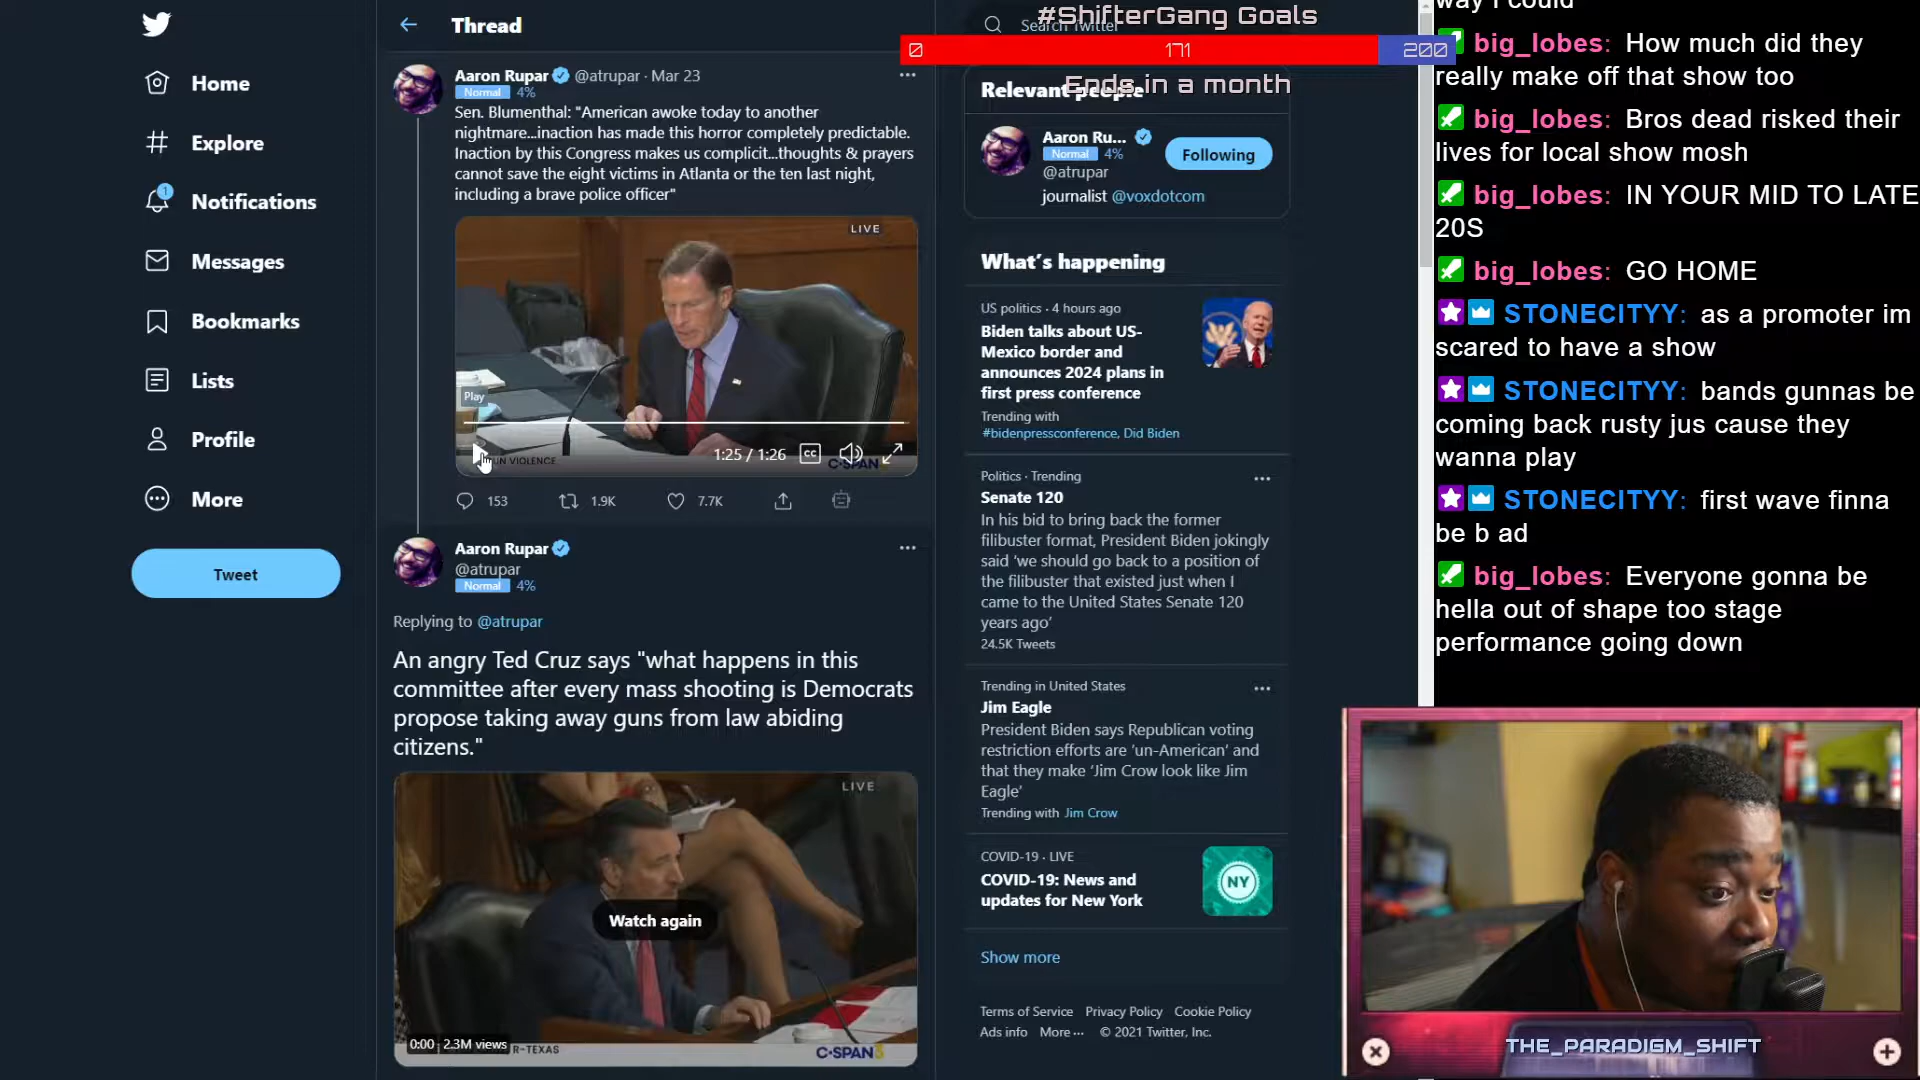 Home
Explore
1
Notifications
Messages
Bookmarks
Lists
Profile
More
Tweet
Thread
Aaron Rupar @atrupar · Mar 23
Normal 4%
Sen. Blumenthal: "American awoke today to another
nightmare...inaction has made this horror completely predictable.
Inaction by this Congress makes us complicit...thoughts & prayers
cannot save the eight victims in Atlanta or the ten last night,
including a brave police officer"
LIVE
Play
1:25 / 1:26
CC
UN VIOLENCE
C-SPAN
153
1.9K
7.7K
Aaron Rupar
@atrupar
Normal 4%
Replying to @atrupar
An angry Ted Cruz says "what happens in this
committee after every mass shooting is Democrats
propose taking away guns from law abiding
citizens."
LIVE
Watch again
0:00 2.3M views
R-TEXAS
C-SPAN3
Search Twitter
#ShifterGang Goals
0 171 200
Ends in a month
Relevant people
Aaron Ru...
Normal 4%
@atrupar
Following
journalist @voxdotcom
What's happening
US politics · 4 hours ago
Biden talks about US-
Mexico border and
announces 2024 plans in
first press conference
Trending with
#bidenpressconference, Did Biden
Politics · Trending
Senate 120
In his bid to bring back the former
filibuster format, President Biden jokingly
said 'we should go back to a position of
the filibuster that existed just when I
came to the United States Senate 120
years ago'
24.5K Tweets
Trending in United States
Jim Eagle
President Biden says Republican voting
restriction efforts are 'un-American' and
that they make 'Jim Crow look like Jim
Eagle'
Trending with Jim Crow
COVID-19 · LIVE
COVID-19: News and
updates for New York
NY
Show more
Terms of Service Privacy Policy Cookie Policy
Ads info More ··· © 2021 Twitter, Inc.
way I could
big_lobes: How much did they
really make off that show too
big_lobes: Bros dead risked their
lives for local show mosh
big_lobes: IN YOUR MID TO LATE
20S
big_lobes: GO HOME
STONECITYY: as a promoter im
scared to have a show
STONECITYY: bands gunnas be
coming back rusty jus cause they
wanna play
STONECITYY: first wave finna
be b ad
big_lobes: Everyone gonna be
hella out of shape too stage
performance going down
THE_PARADIGM_SHIFT